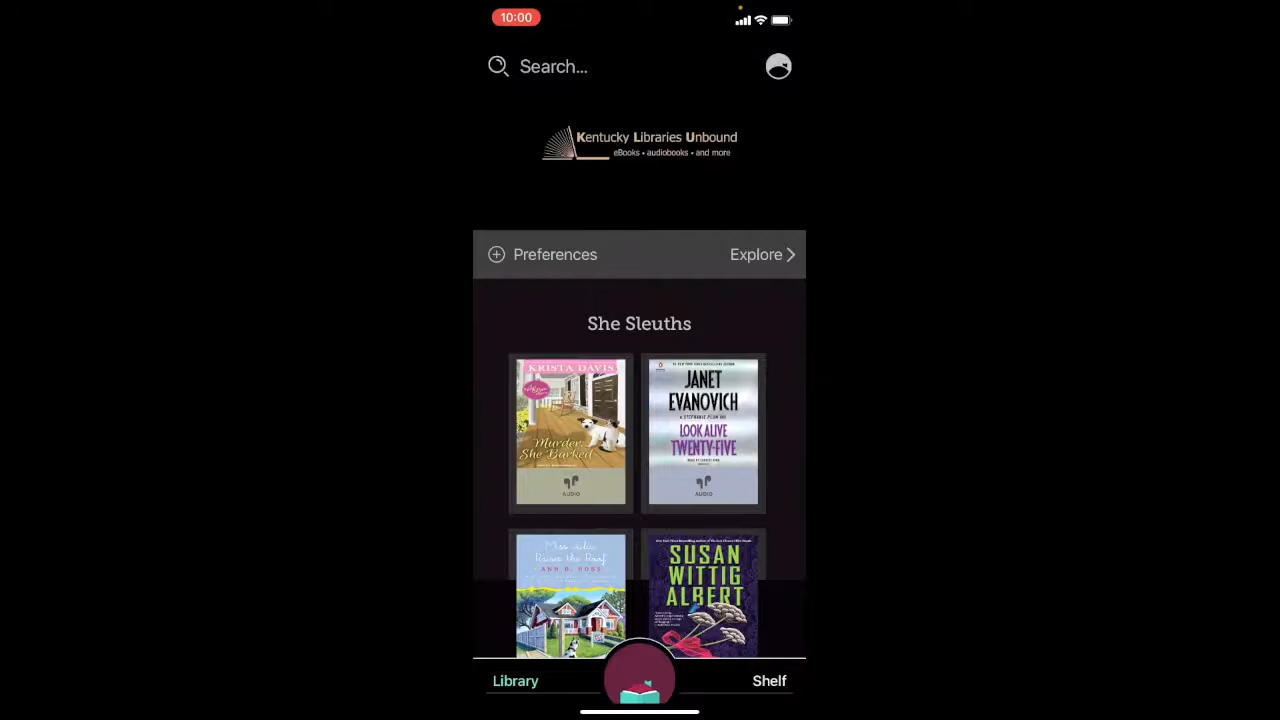 10:00
Search...
Kentucky Libraries Unbound
eBooks • audiobooks • and more
Preferences
Explore
She Sleuths
KRISTA DAVIS
Murder, She Barked
AUDIO
JANET
EVANOVICH
A STEPHANIE PLUM
LOOK ALIVE
TWENTY-FIVE
AUDIO
Miss Julia
Raises the Roof
ANN B. ROSS
SUSAN
WITTIG
ALBERT
Library
Shelf